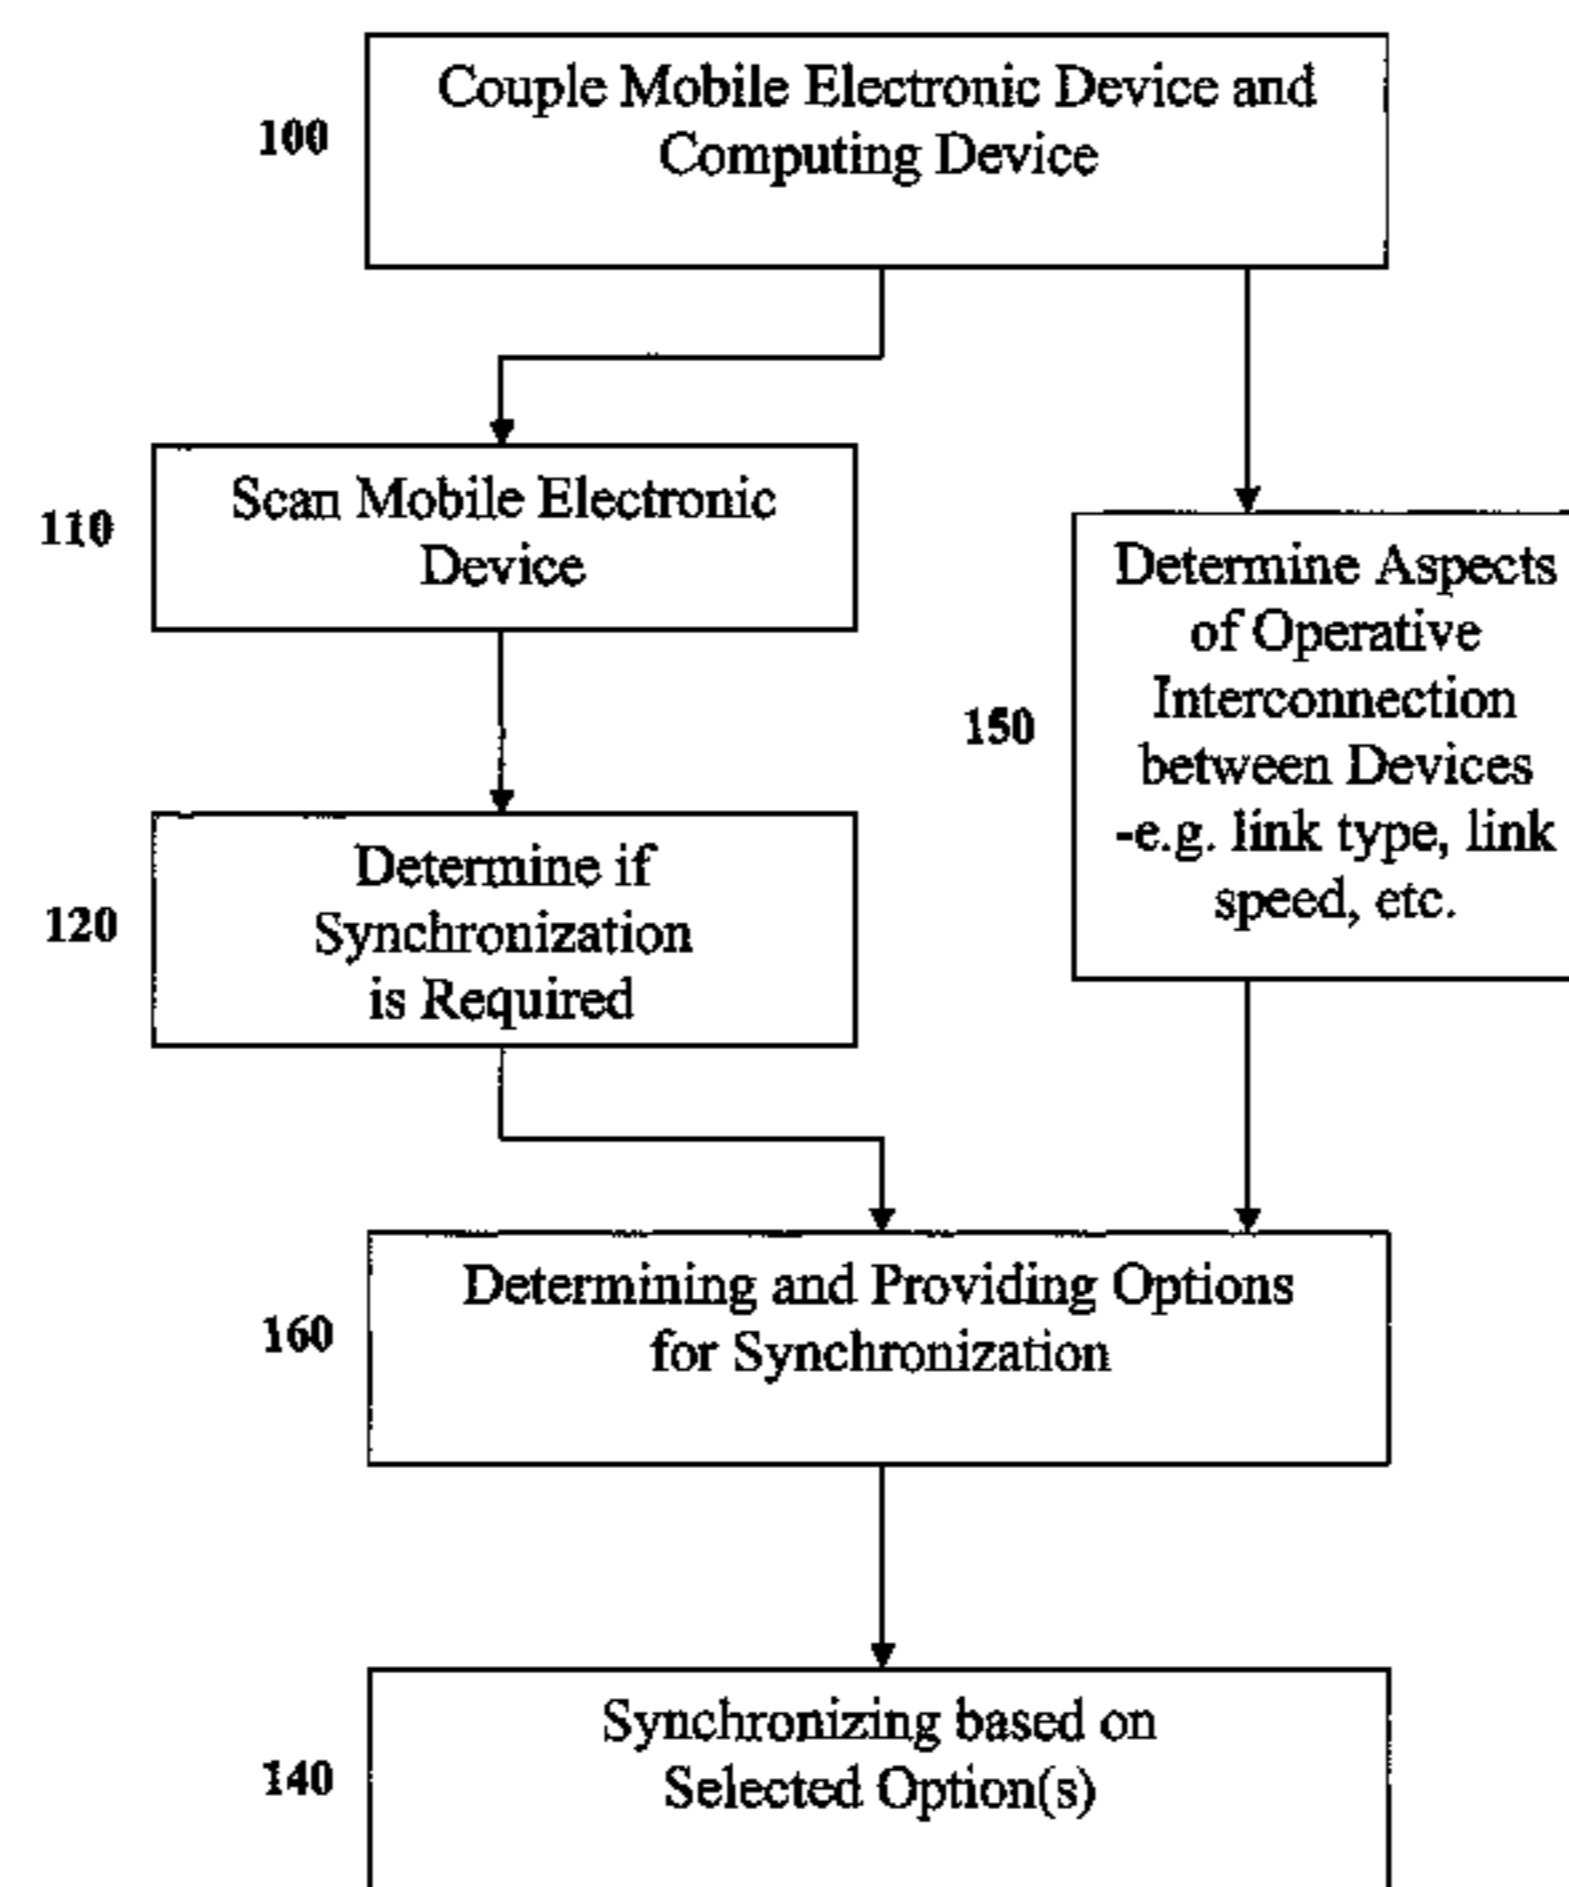 Couple Mobile Electronic Device and
Computing Device
100
Scan Mobile Electronic
Device
110
Determine Aspects
of Operative
Interconnection
between Devices
-e.g. link type, link
speed, etc.
150
Determine if
Synchronization
is Required
120
Determining and Providing Options
for Synchronization
160
Synchronizing based on
Selected Option(s)
140